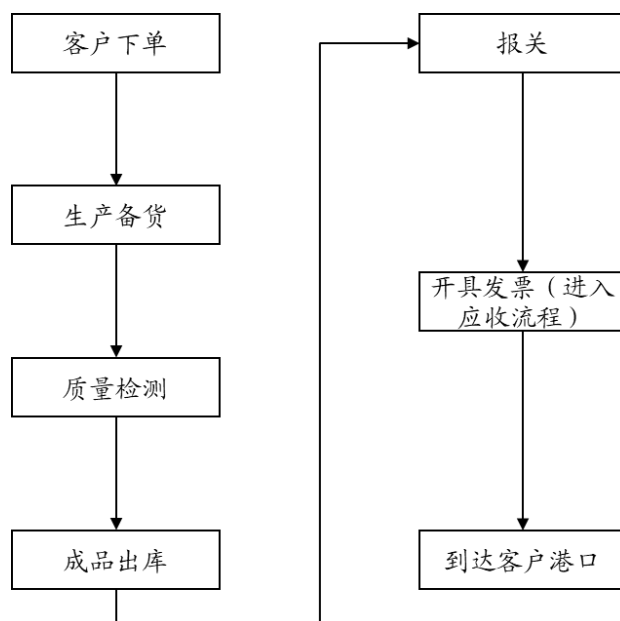 客户下单
生产备货
质量检测
成品出库
报关
开具发票（进入
应收流程）
到达客户港口